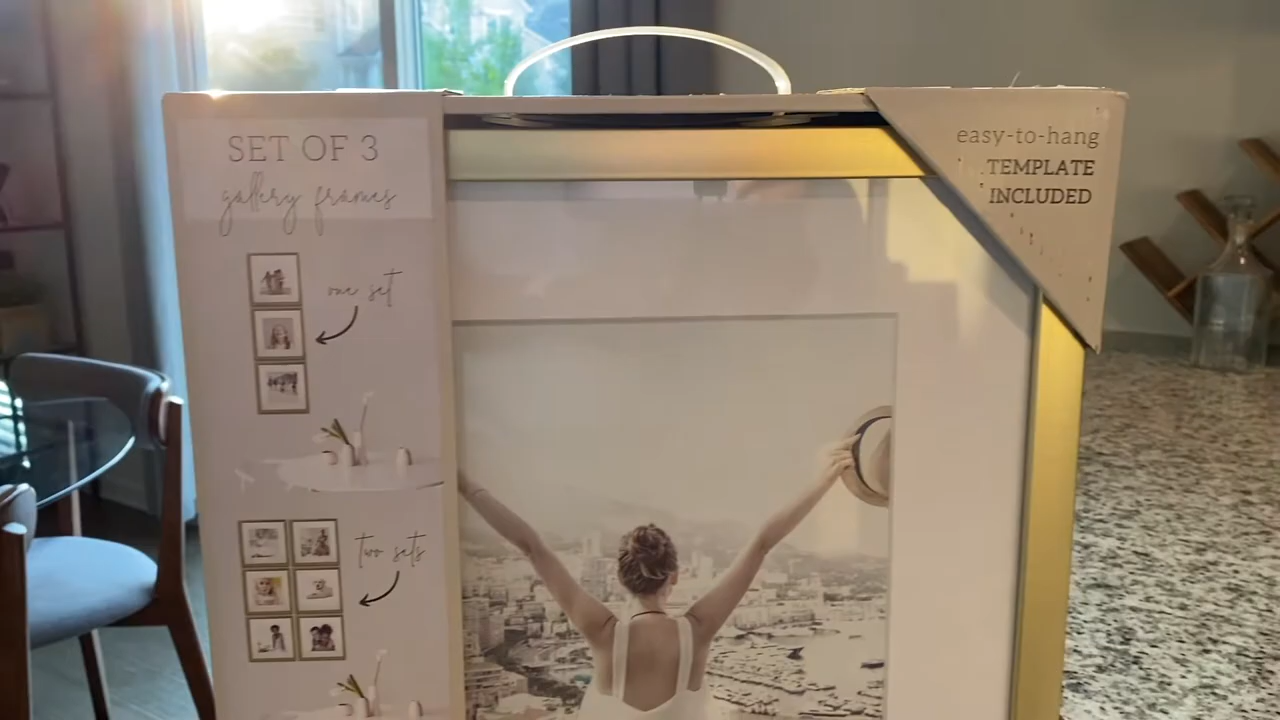 SET OF 3
gallery frames
one set
two sets
easy-to-hang
TEMPLATE
INCLUDED